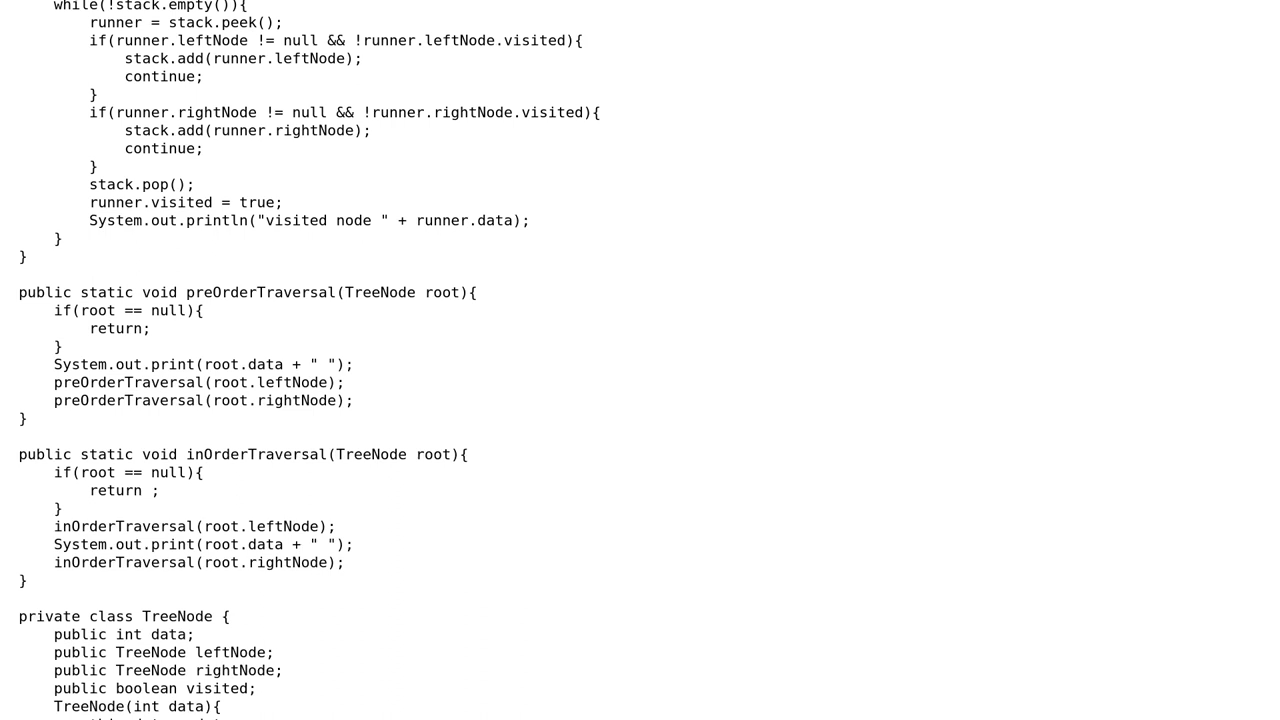 while(!stack.empty()){
runner = stack.peek();
if(runner.leftNode != null && !runner.leftNode.visited){
stack.add(runner.leftNode);
continue;
}
if(runner.rightNode != null && !runner.rightNode.visited){
stack.add(runner.rightNode);
continue;
}
stack.pop();
runner.visited = true;
System.out.println("visited node " + runner.data);
}
}
public static void preOrderTraversal(TreeNode root){
if(root == null){
return;
}
System.out.print(root.data + " ");
preOrderTraversal(root.leftNode);
preOrderTraversal(root.rightNode);
}
public static void inOrderTraversal(TreeNode root){
if(root == null){
return ;
}
inOrderTraversal(root.leftNode);
System.out.print(root.data + " ");
inOrderTraversal(root.rightNode);
}
private class TreeNode {
public int data;
public TreeNode leftNode;
public TreeNode rightNode;
public boolean visited;
TreeNode(int data){